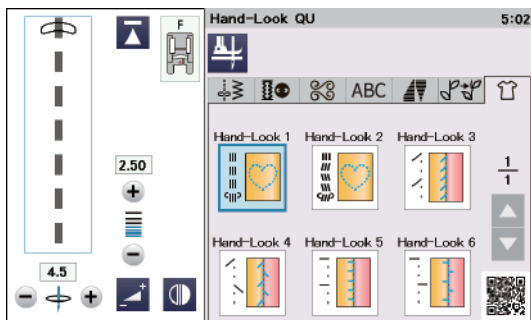 F
2.50
4.5
Hand-Look QU
5:02
ABC
Hand-Look 1
Hand-Look 2
Hand-Look 3
1
1
Hand-Look 4
Hand-Look 5
Hand-Look 6